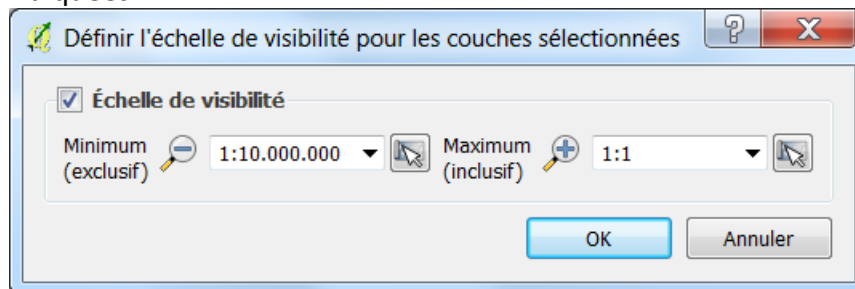 Définir l'échelle de visibilité pour les couches sélectionnées
Échelle de visibilité
Minimum (exclusif) 1:10.000.000 Maximum (inclusif) 1:1
OK Annuler